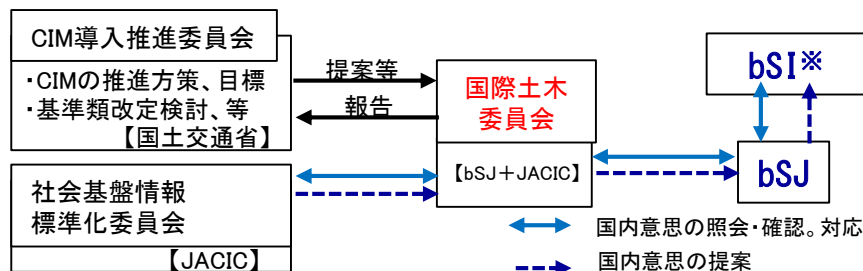 CIM導入推進委員会
・CIMの推進方策、目標
・基準類改定検討、等
【国土交通省】
提案等
報告
国際土木
委員会
【bSJ＋JACIC】
bSI※
bSJ
社会基盤情報
標準化委員会
【JACIC】
国内意思の照会・確認。対応
国内意思の提案